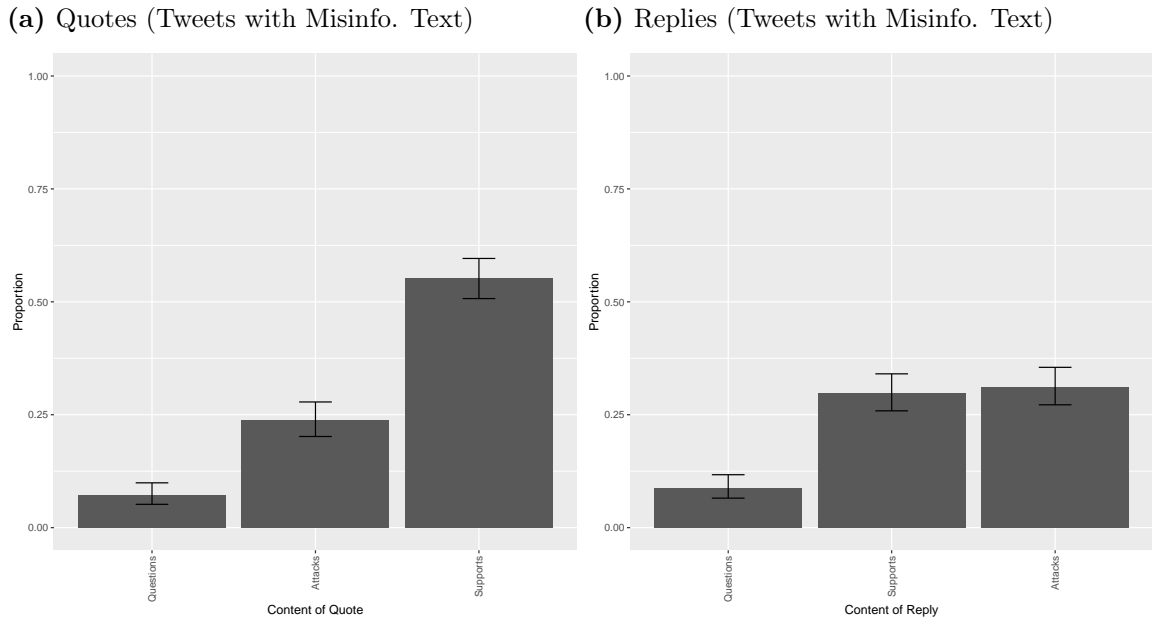 (a) Quotes (Tweets with Misinfo. Text)
1.00
0.75
0.50
0.25
0.00
Proportion
Questions
Attacks
Supports
Content of Quote
(b) Replies (Tweets with Misinfo. Text)
1.00
0.75
0.50
0.25
0.00
Proportion
Questions
Supports
Attacks
Content of Reply